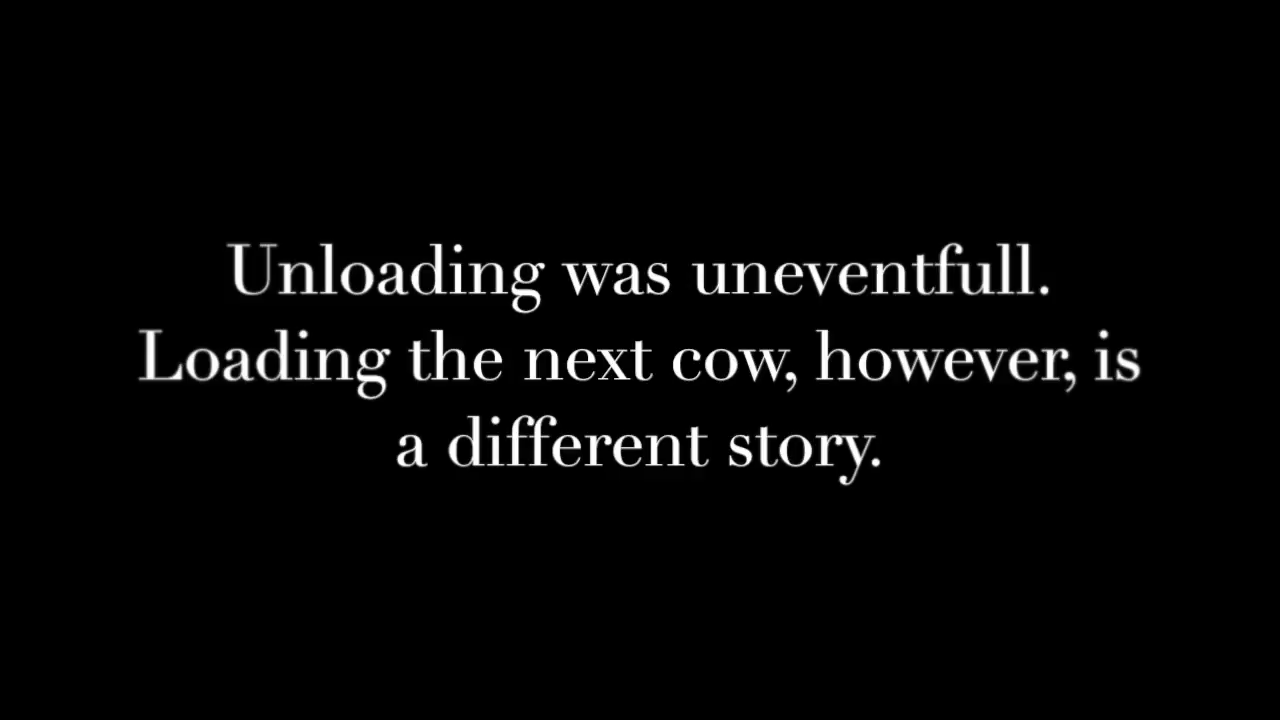 Unloading was uneventfull.
Loading the next cow, however, is
a different story.